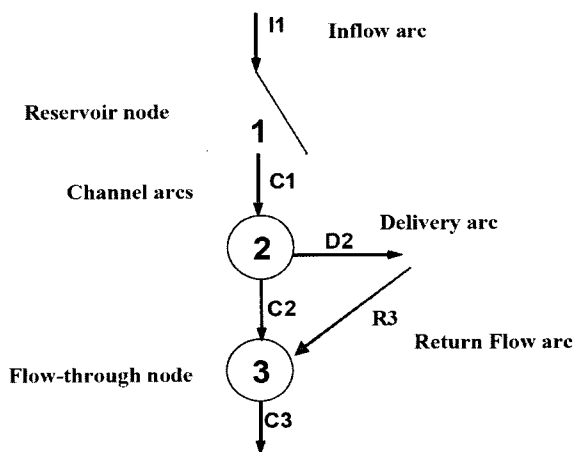 I1
Inflow arc
Reservoir node
1
C1
Channel arcs
Delivery arc
2
D2
C2
R3
Return Flow arc
Flow-through node
3
C3